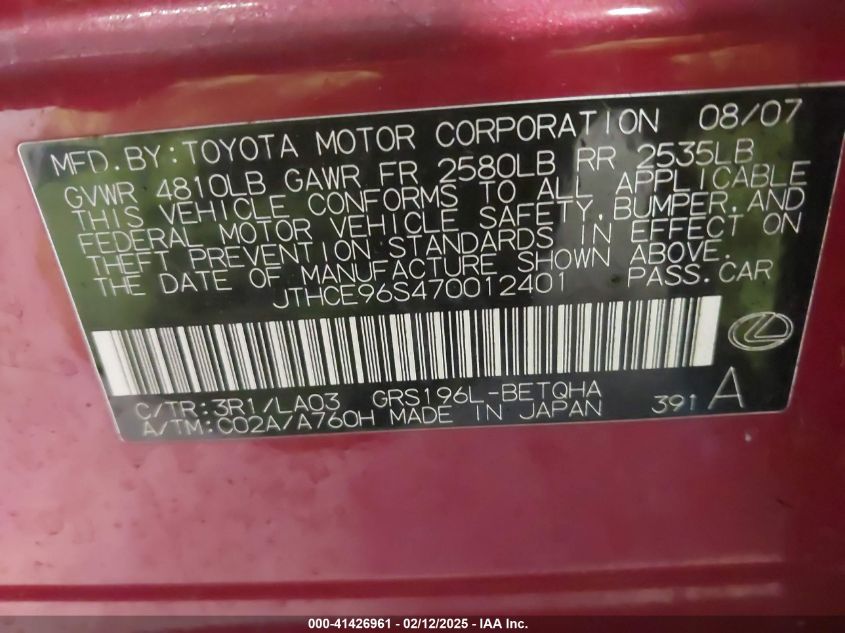 MFD.BY:TOYOTA MOTOR CORPORATION 08/07
GVWR 4810LB GAWR FR 2580LB RR 2535LB
THIS VEHICLE CONFORMS TO ALL APPLICABLE
FEDERAL MOTOR VEHICLE SAFETY,BUMPER,AND
THEFT PREVENTION STANDARDS IN EFFECT ON
THE DATE OF MANUFACTURE SHOWN ABOVE.
JTHCE96S470012401 PASS.CAR
C/TR:3R1/LA03 GRS196L-BETQHA
A/TM:C02A/A760H MADE IN JAPAN 391 A
000-41426961 - 02/12/2025 - IAA Inc.